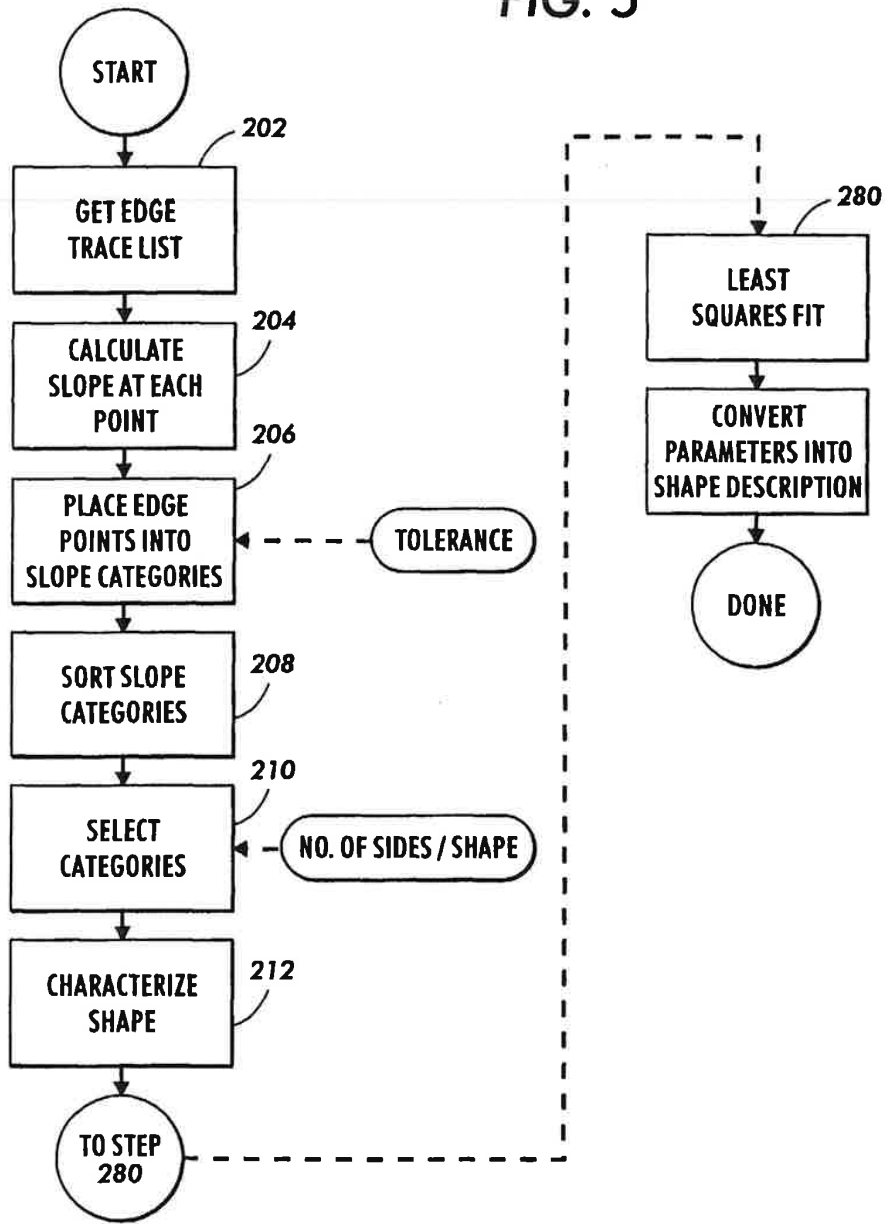 FIG. 5
START
202
GET EDGE
TRACE LIST
204
CALCULATE
SLOPE AT EACH
POINT
206
PLACE EDGE
POINTS INTO
SLOPE CATEGORIES
TOLERANCE
208
SORT SLOPE
CATEGORIES
210
SELECT
CATEGORIES
NO. OF SIDES / SHAPE
212
CHARACTERIZE
SHAPE
TO STEP
280
280
LEAST
SQUARES FIT
CONVERT
PARAMETERS INTO
SHAPE DESCRIPTION
DONE